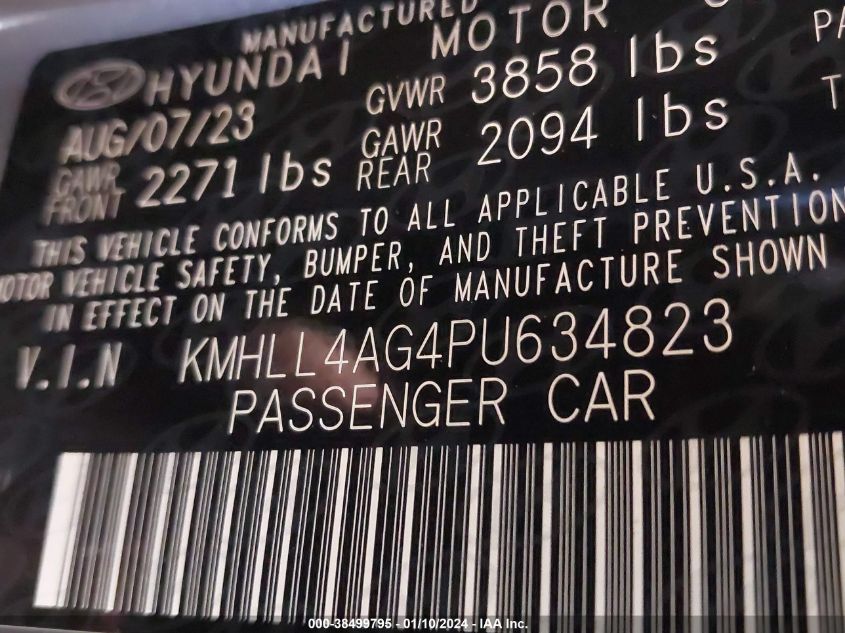 MANUFACTURED
HYUNDAI MOTOR
AUG/07/23 GVWR 3858 lbs PA
GAWR FRONT 2271 lbs GAWR REAR 2094 lbs T
THIS VEHICLE CONFORMS TO ALL APPLICABLE U.S.A.
MOTOR VEHICLE SAFETY, BUMPER, AND THEFT PREVENTION
IN EFFECT ON THE DATE OF MANUFACTURE SHOWN
V.I.N KMHLL4AG4PU634823
PASSENGER CAR
000-38499795 - 01/10/2024 - IAA Inc.